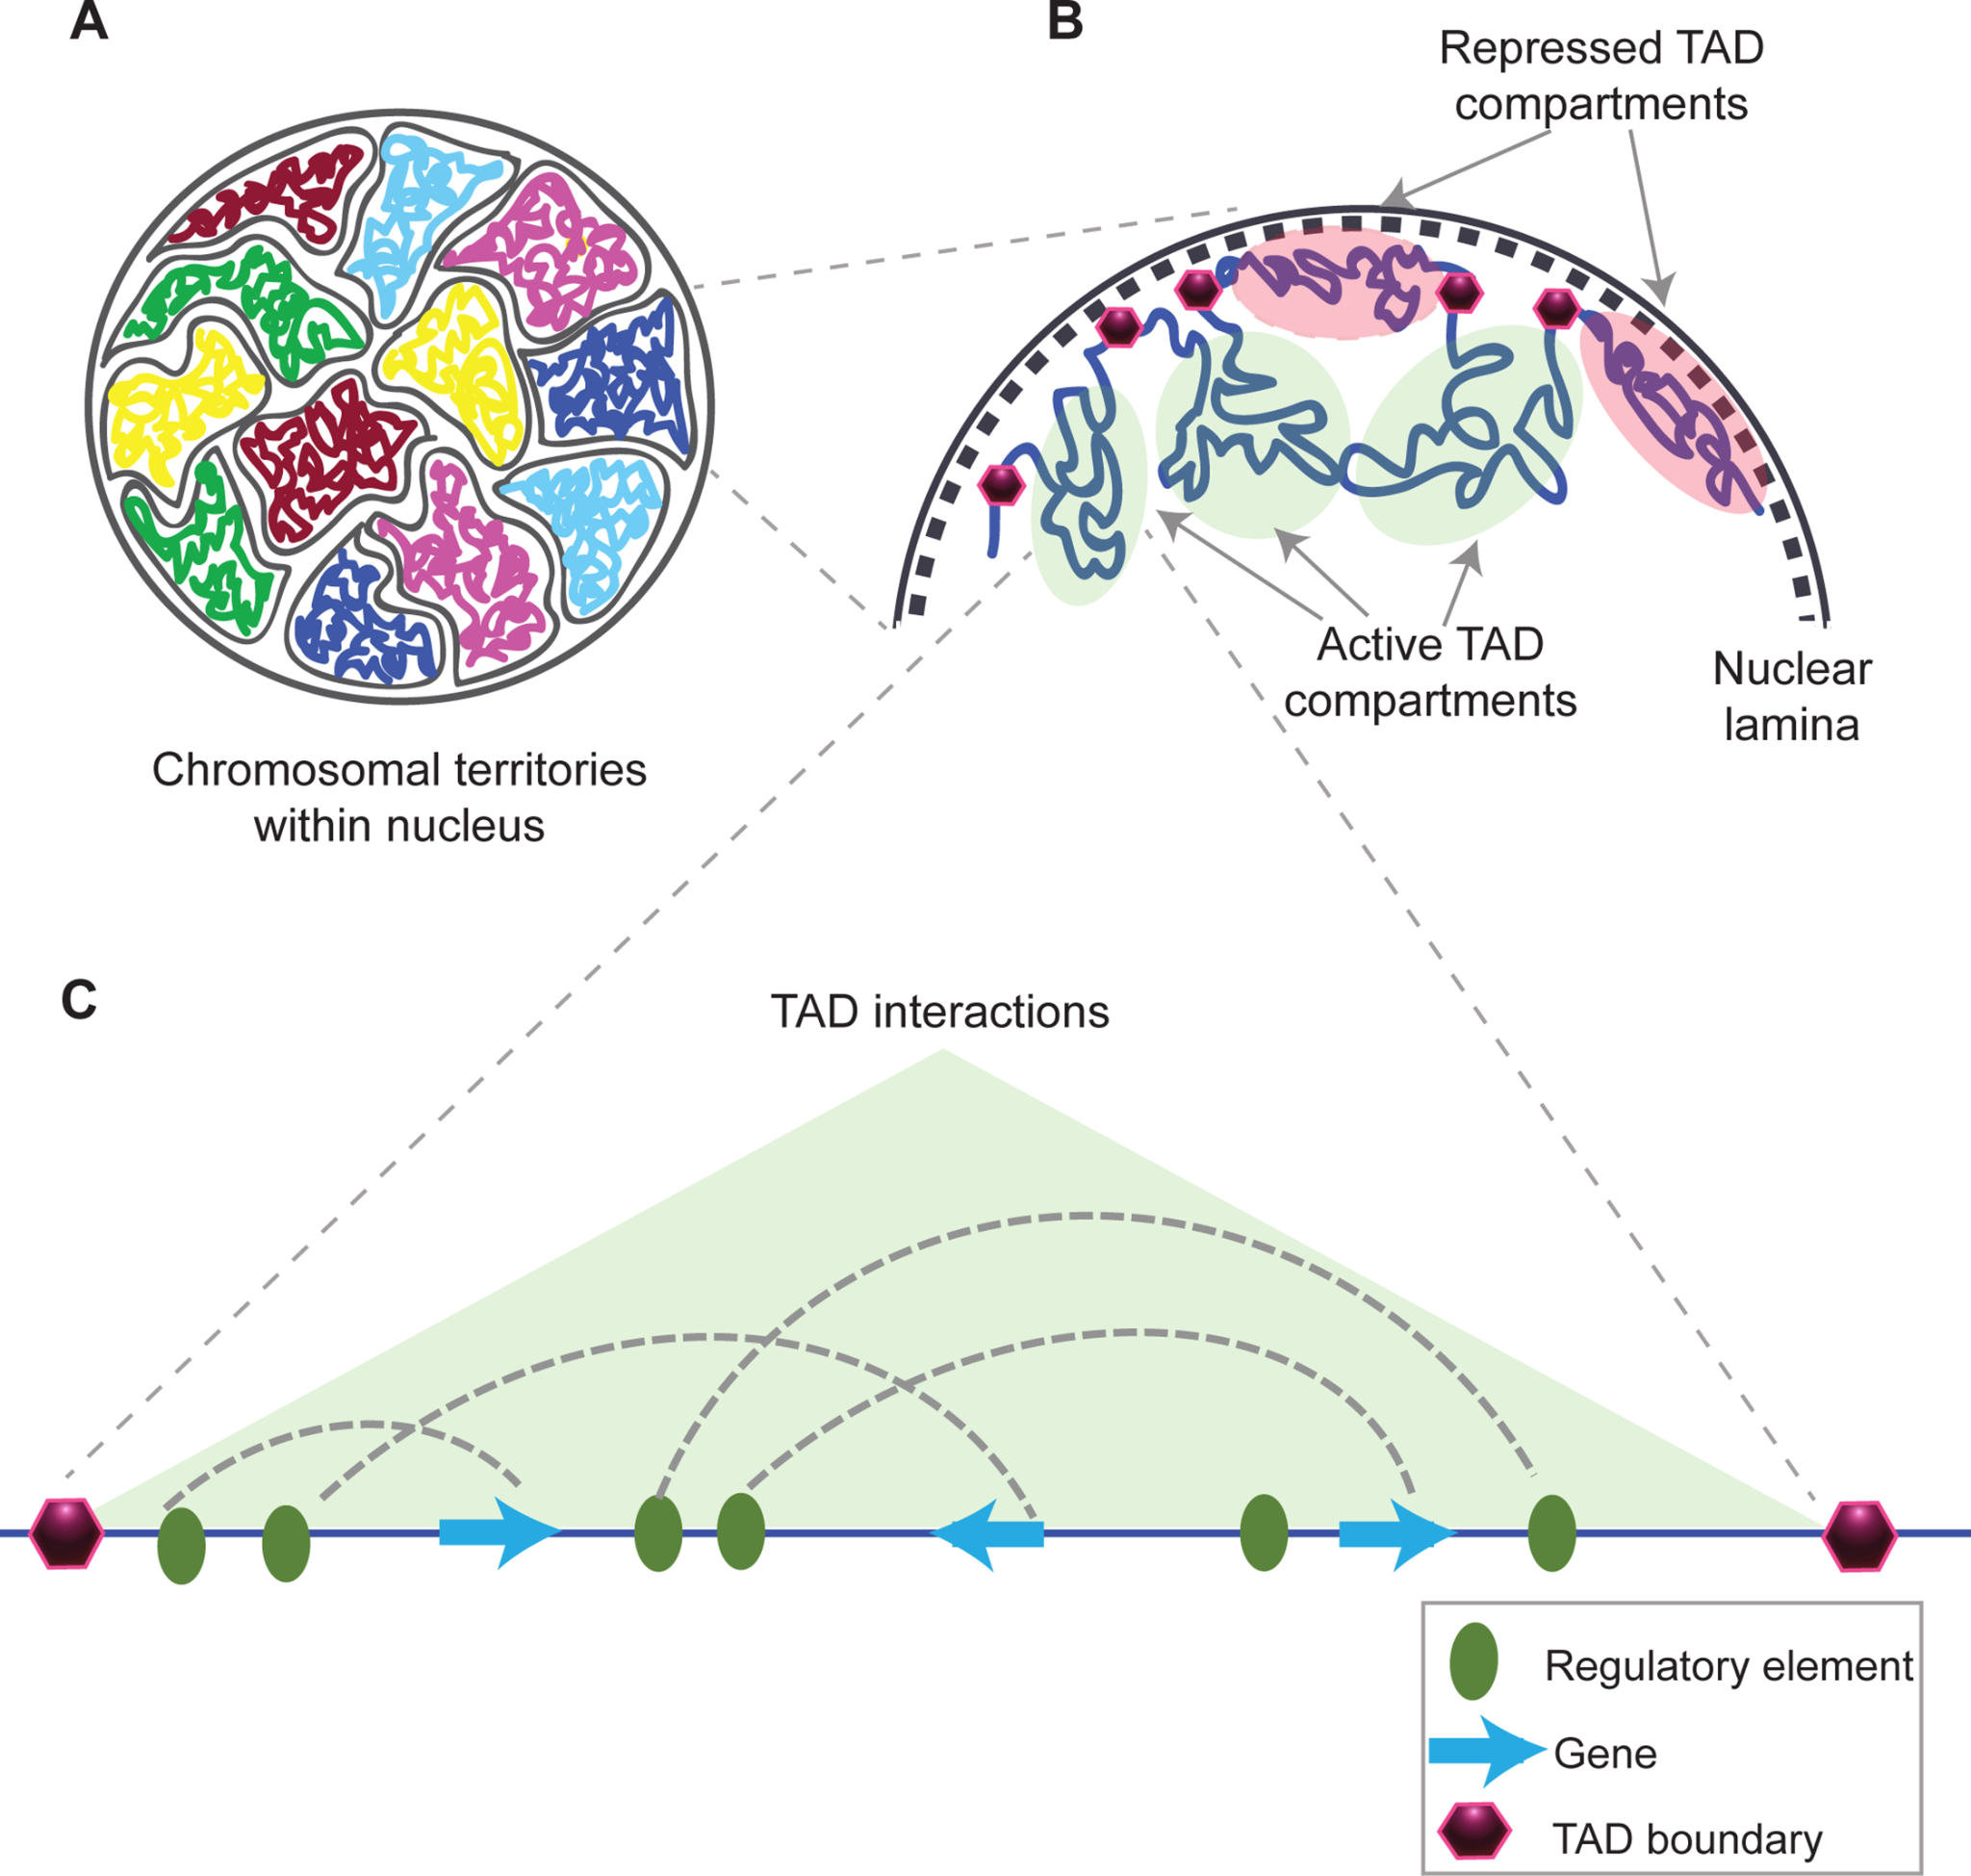 A
B
Repressed TAD
compartments
Active TAD
compartments
Nuclear
lamina
Chromosomal territories
within nucleus
C
TAD interactions
Regulatory element
Gene
TAD boundary